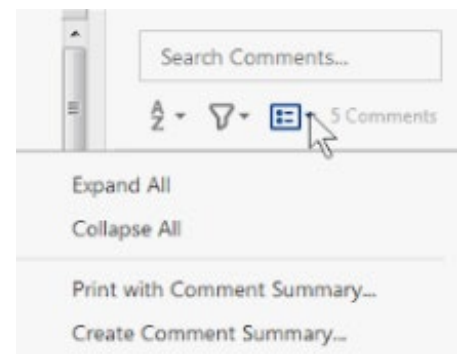 Search Comments...
5 Comments
Expand All
Collapse All
Print with Comment Summary...
Create Comment Summary...